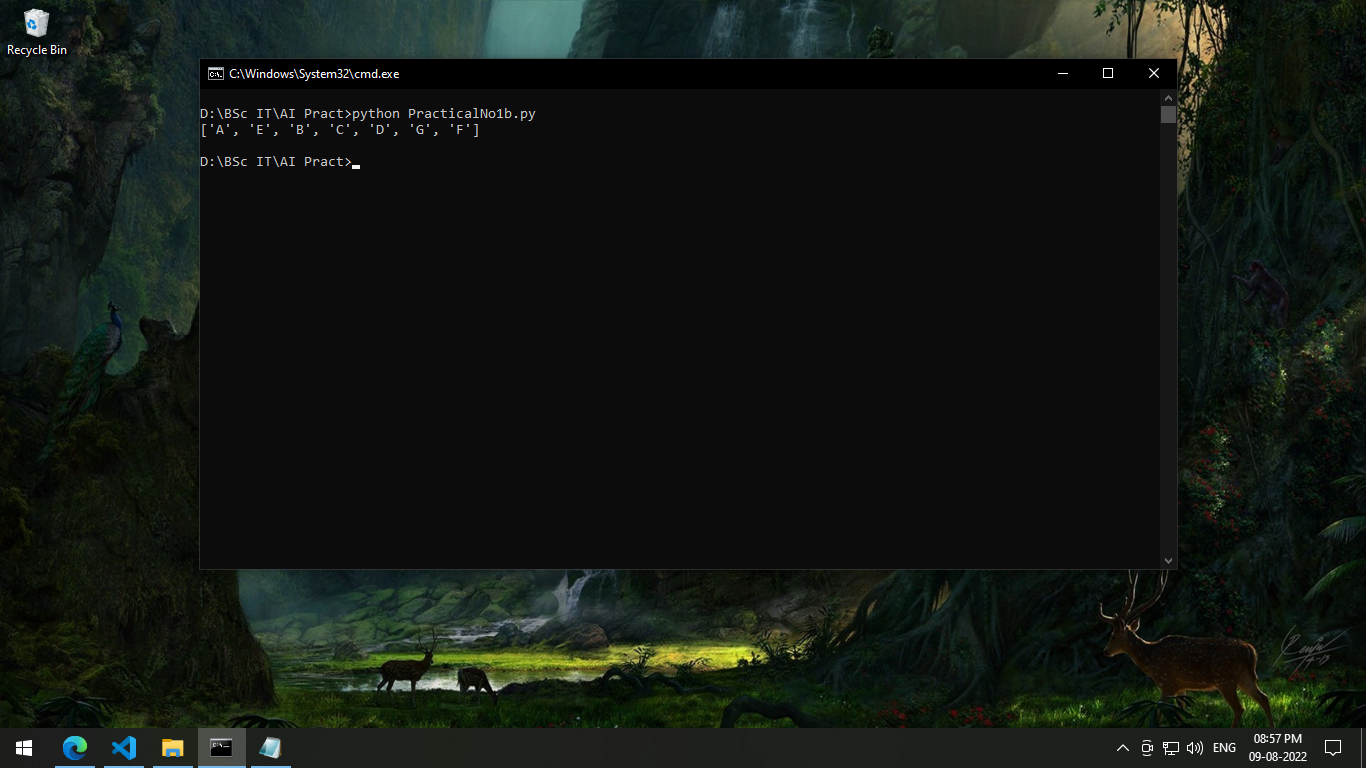 Recycle Bin
C:\Windows\System32\cmd.exe
D:\BSc IT\AI Pract>python PracticalNo1b.py
['A', 'E', 'B', 'C', 'D', 'G', 'F']
D:\BSc IT\AI Pract>
ENG
08:57 PM
09-08-2022